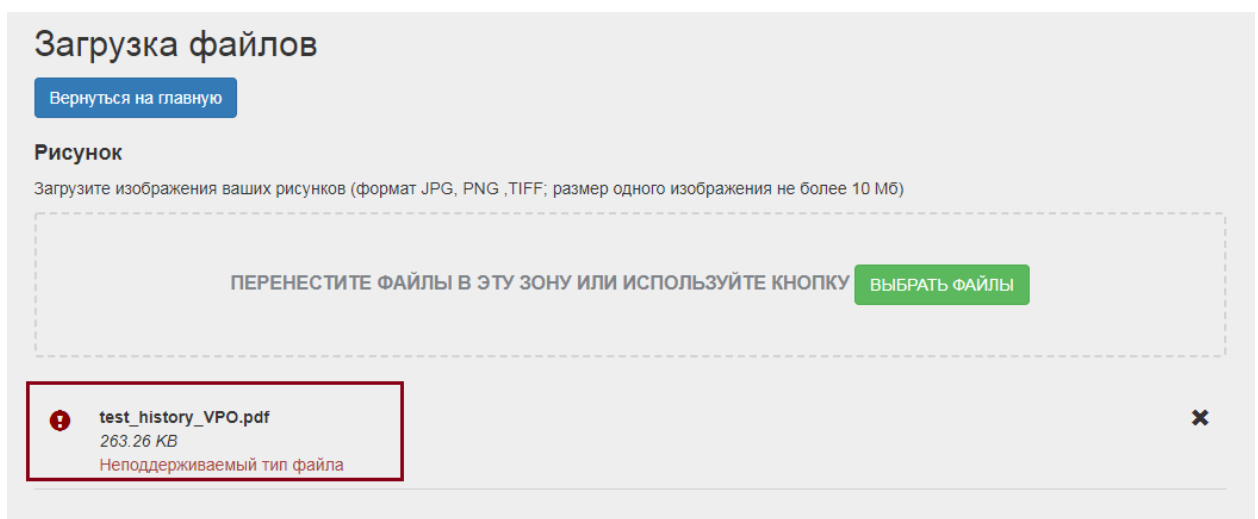 Загрузка файлов
Вернуться на главную
Рисунок
Загрузите изображения ваших рисунков (формат JPG, PNG ,TIFF; размер одного изображения не более 10 Мб)
ПЕРЕНЕСТИТЕ ФАЙЛЫ В ЭТУ ЗОНУ ИЛИ ИСПОЛЬЗУЙТЕ КНОПКУ ВЫБРАТЬ ФАЙЛЫ
test_history_VPO.pdf
263.26 KB
Неподдерживаемый тип файла